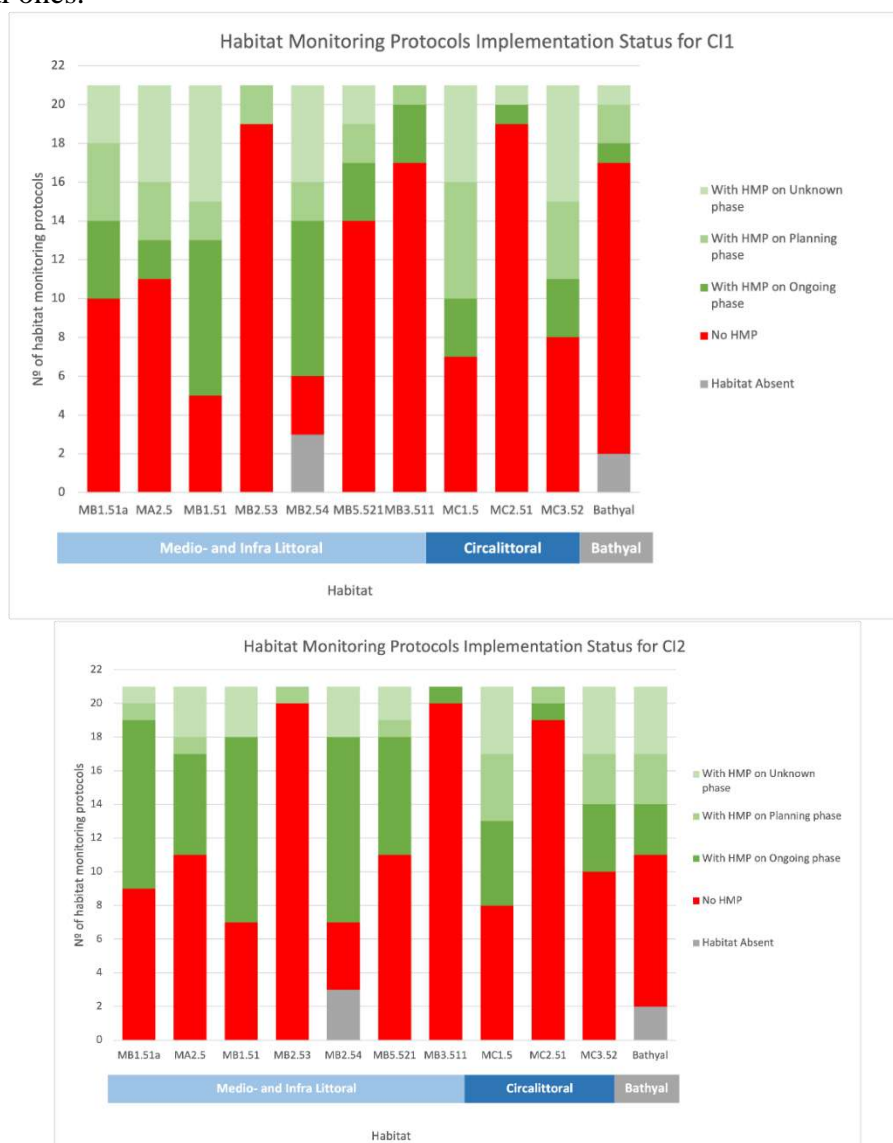 Habitat Monitoring Protocols Implementation Status for CI1
22
20
18
16
14
12
10
8
6
4
2
0
Nº of habitat monitoring protocols
MB1.51a MA2.5 MB1.51 MB2.53 MB2.54 MB5.521 MB3.511 MC1.5 MC2.51 MC3.52 Bathyal
Medio- and Infra Littoral Circalittoral Bathyal
Habitat
With HMP on Unknown
phase
With HMP on Planning
phase
With HMP on Ongoing
phase
No HMP
Habitat Absent
Habitat Monitoring Protocols Implementation Status for CI2
22
20
18
16
14
12
10
8
6
4
2
0
Nº of habitat monitoring protocols
MB1.51a MA2.5 MB1.51 MB2.53 MB2.54 MB5.521 MB3.511 MC1.5 MC2.51 MC3.52 Bathyal
Medio- and Infra Littoral Circalittoral Bathyal
Habitat
With HMP on Unknown
phase
With HMP on Planning phase
With HMP on Ongoing phase
No HMP
Habitat Absent